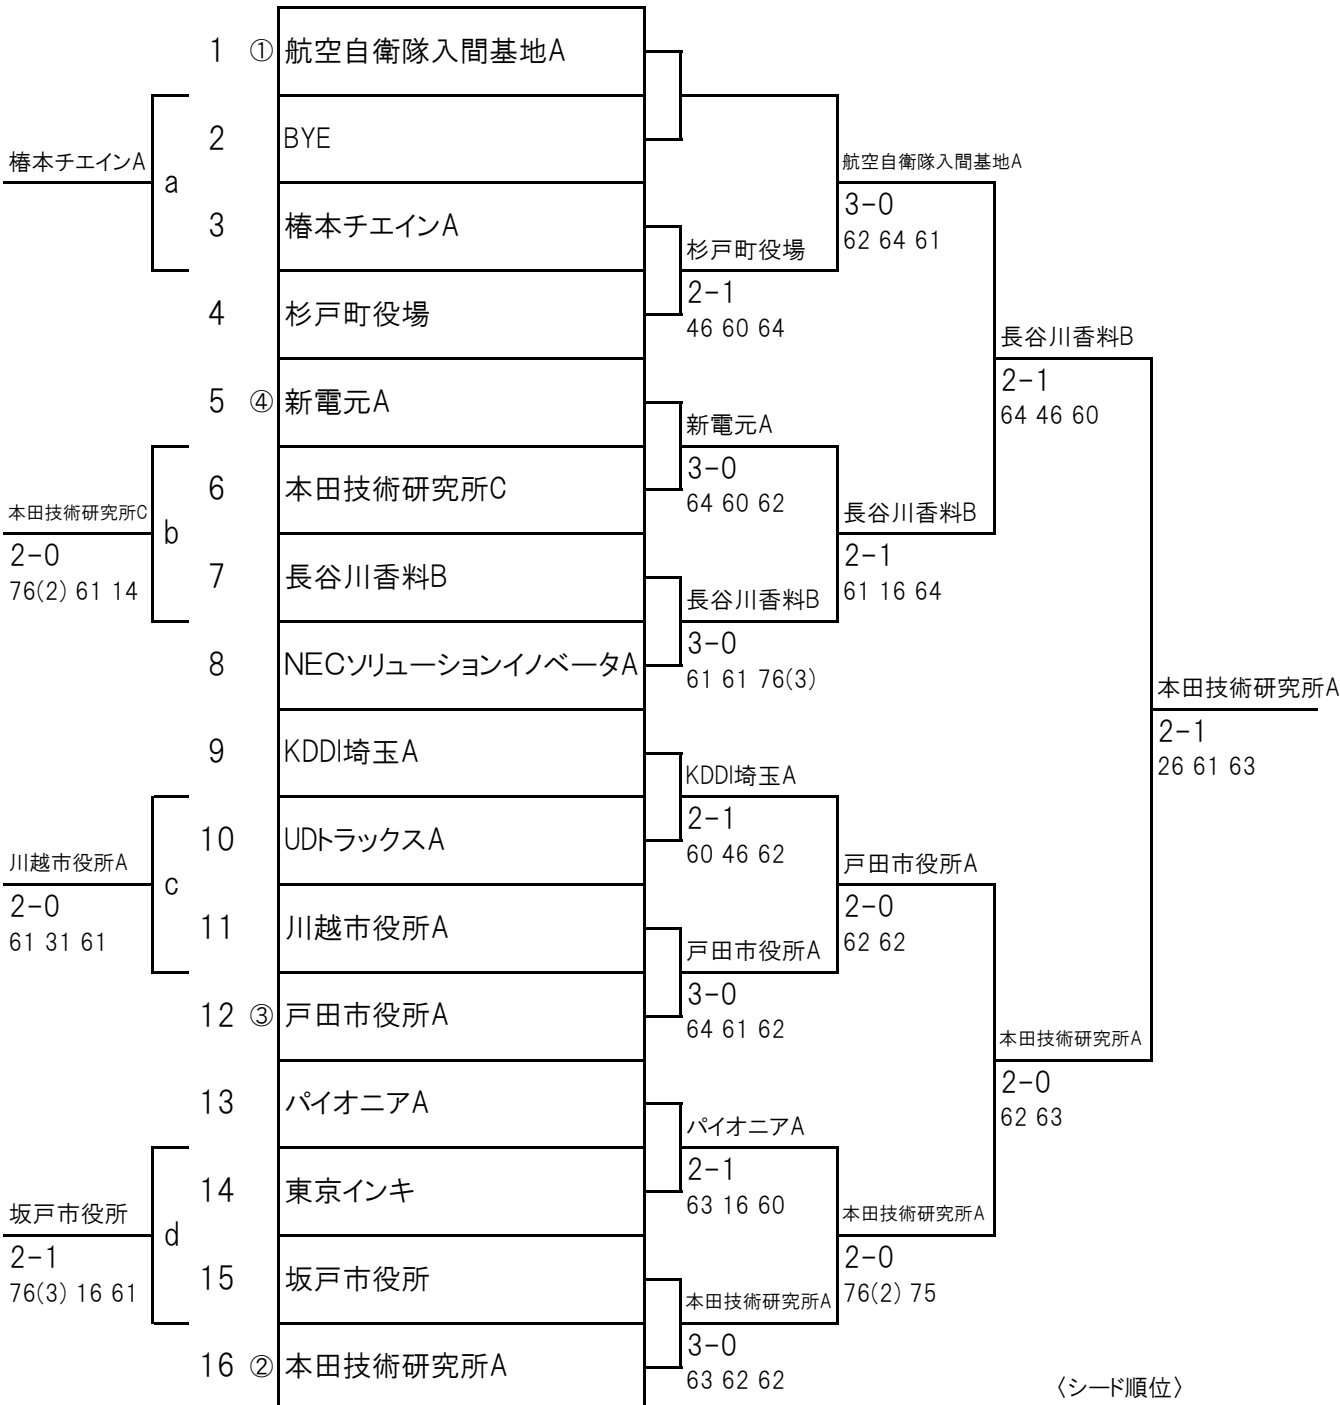 1 ① 航空自衛隊入間基地A
2 BYE
3 椿本チエインA
4 杉戸町役場
5 ④ 新電元A
6 本田技術研究所C
7 長谷川香料B
8 NECソリューションイノベータA
9 KDDI埼玉A
10 UDトラックスA
11 川越市役所A
12 ③ 戸田市役所A
13 パイオニアA
14 東京インキ
15 坂戸市役所
16 ② 本田技術研究所A
椿本チエインA
a
本田技術研究所C
b
2-0
76(2) 61 14
川越市役所A
c
2-0
61 31 61
坂戸市役所
d
2-1
76(3) 16 61
杉戸町役場
2-1
46 60 64
新電元A
3-0
64 60 62
長谷川香料B
3-0
61 61 76(3)
KDDI埼玉A
2-1
60 46 62
戸田市役所A
3-0
64 61 62
パイオニアA
2-1
63 16 60
本田技術研究所A
3-0
63 62 62
航空自衛隊入間基地A
3-0
62 64 61
長谷川香料B
2-1
61 16 64
戸田市役所A
2-0
62 62
本田技術研究所A
2-0
76(2) 75
長谷川香料B
2-1
64 46 60
本田技術研究所A
2-0
62 63
本田技術研究所A
2-1
26 61 63
〈シード順位〉